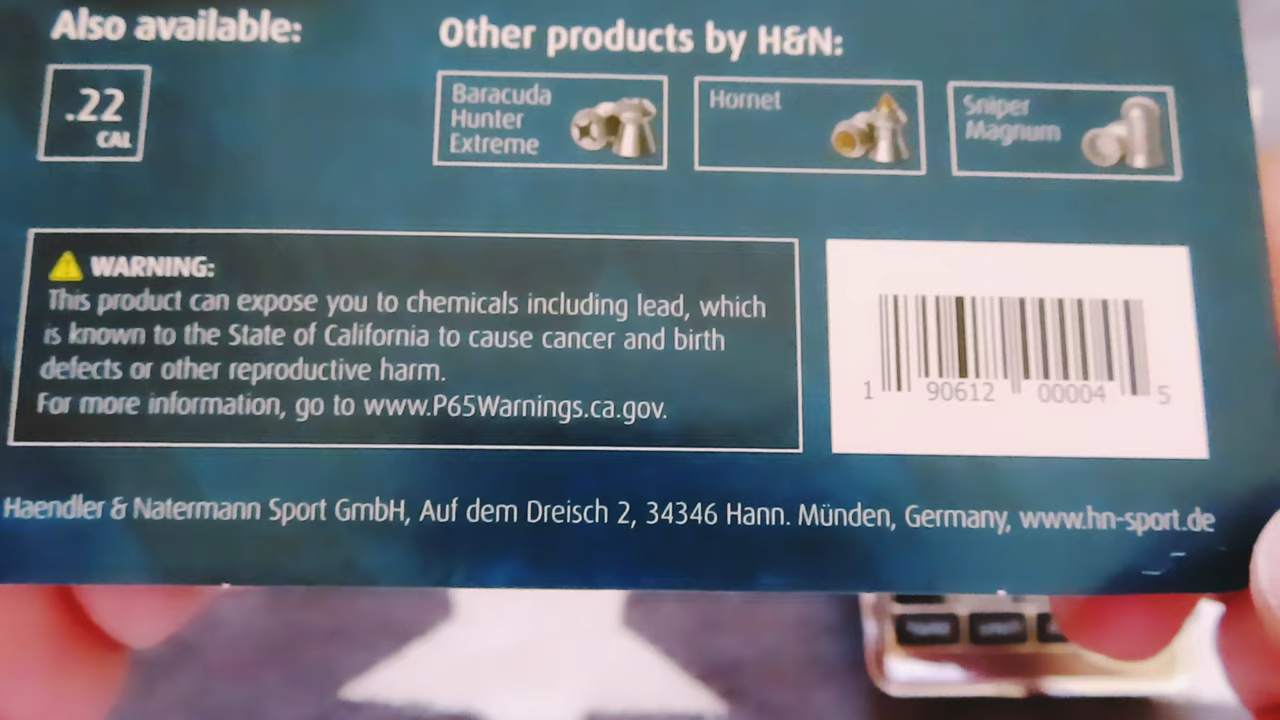 Also available:
.22
CAL
Other products by H&N:
Baracuda
Hunter
Extreme
Hornet
Sniper
Magnum
WARNING:
This product can expose you to chemicals including lead, which
is known to the State of California to cause cancer and birth
defects or other reproductive harm.
For more information, go to www.P65Warnings.ca.gov.
1 90612 00004 5
Haendler & Natermann Sport GmbH, Auf dem Dreisch 2, 34346 Hann. Münden, Germany, www.hn-sport.de